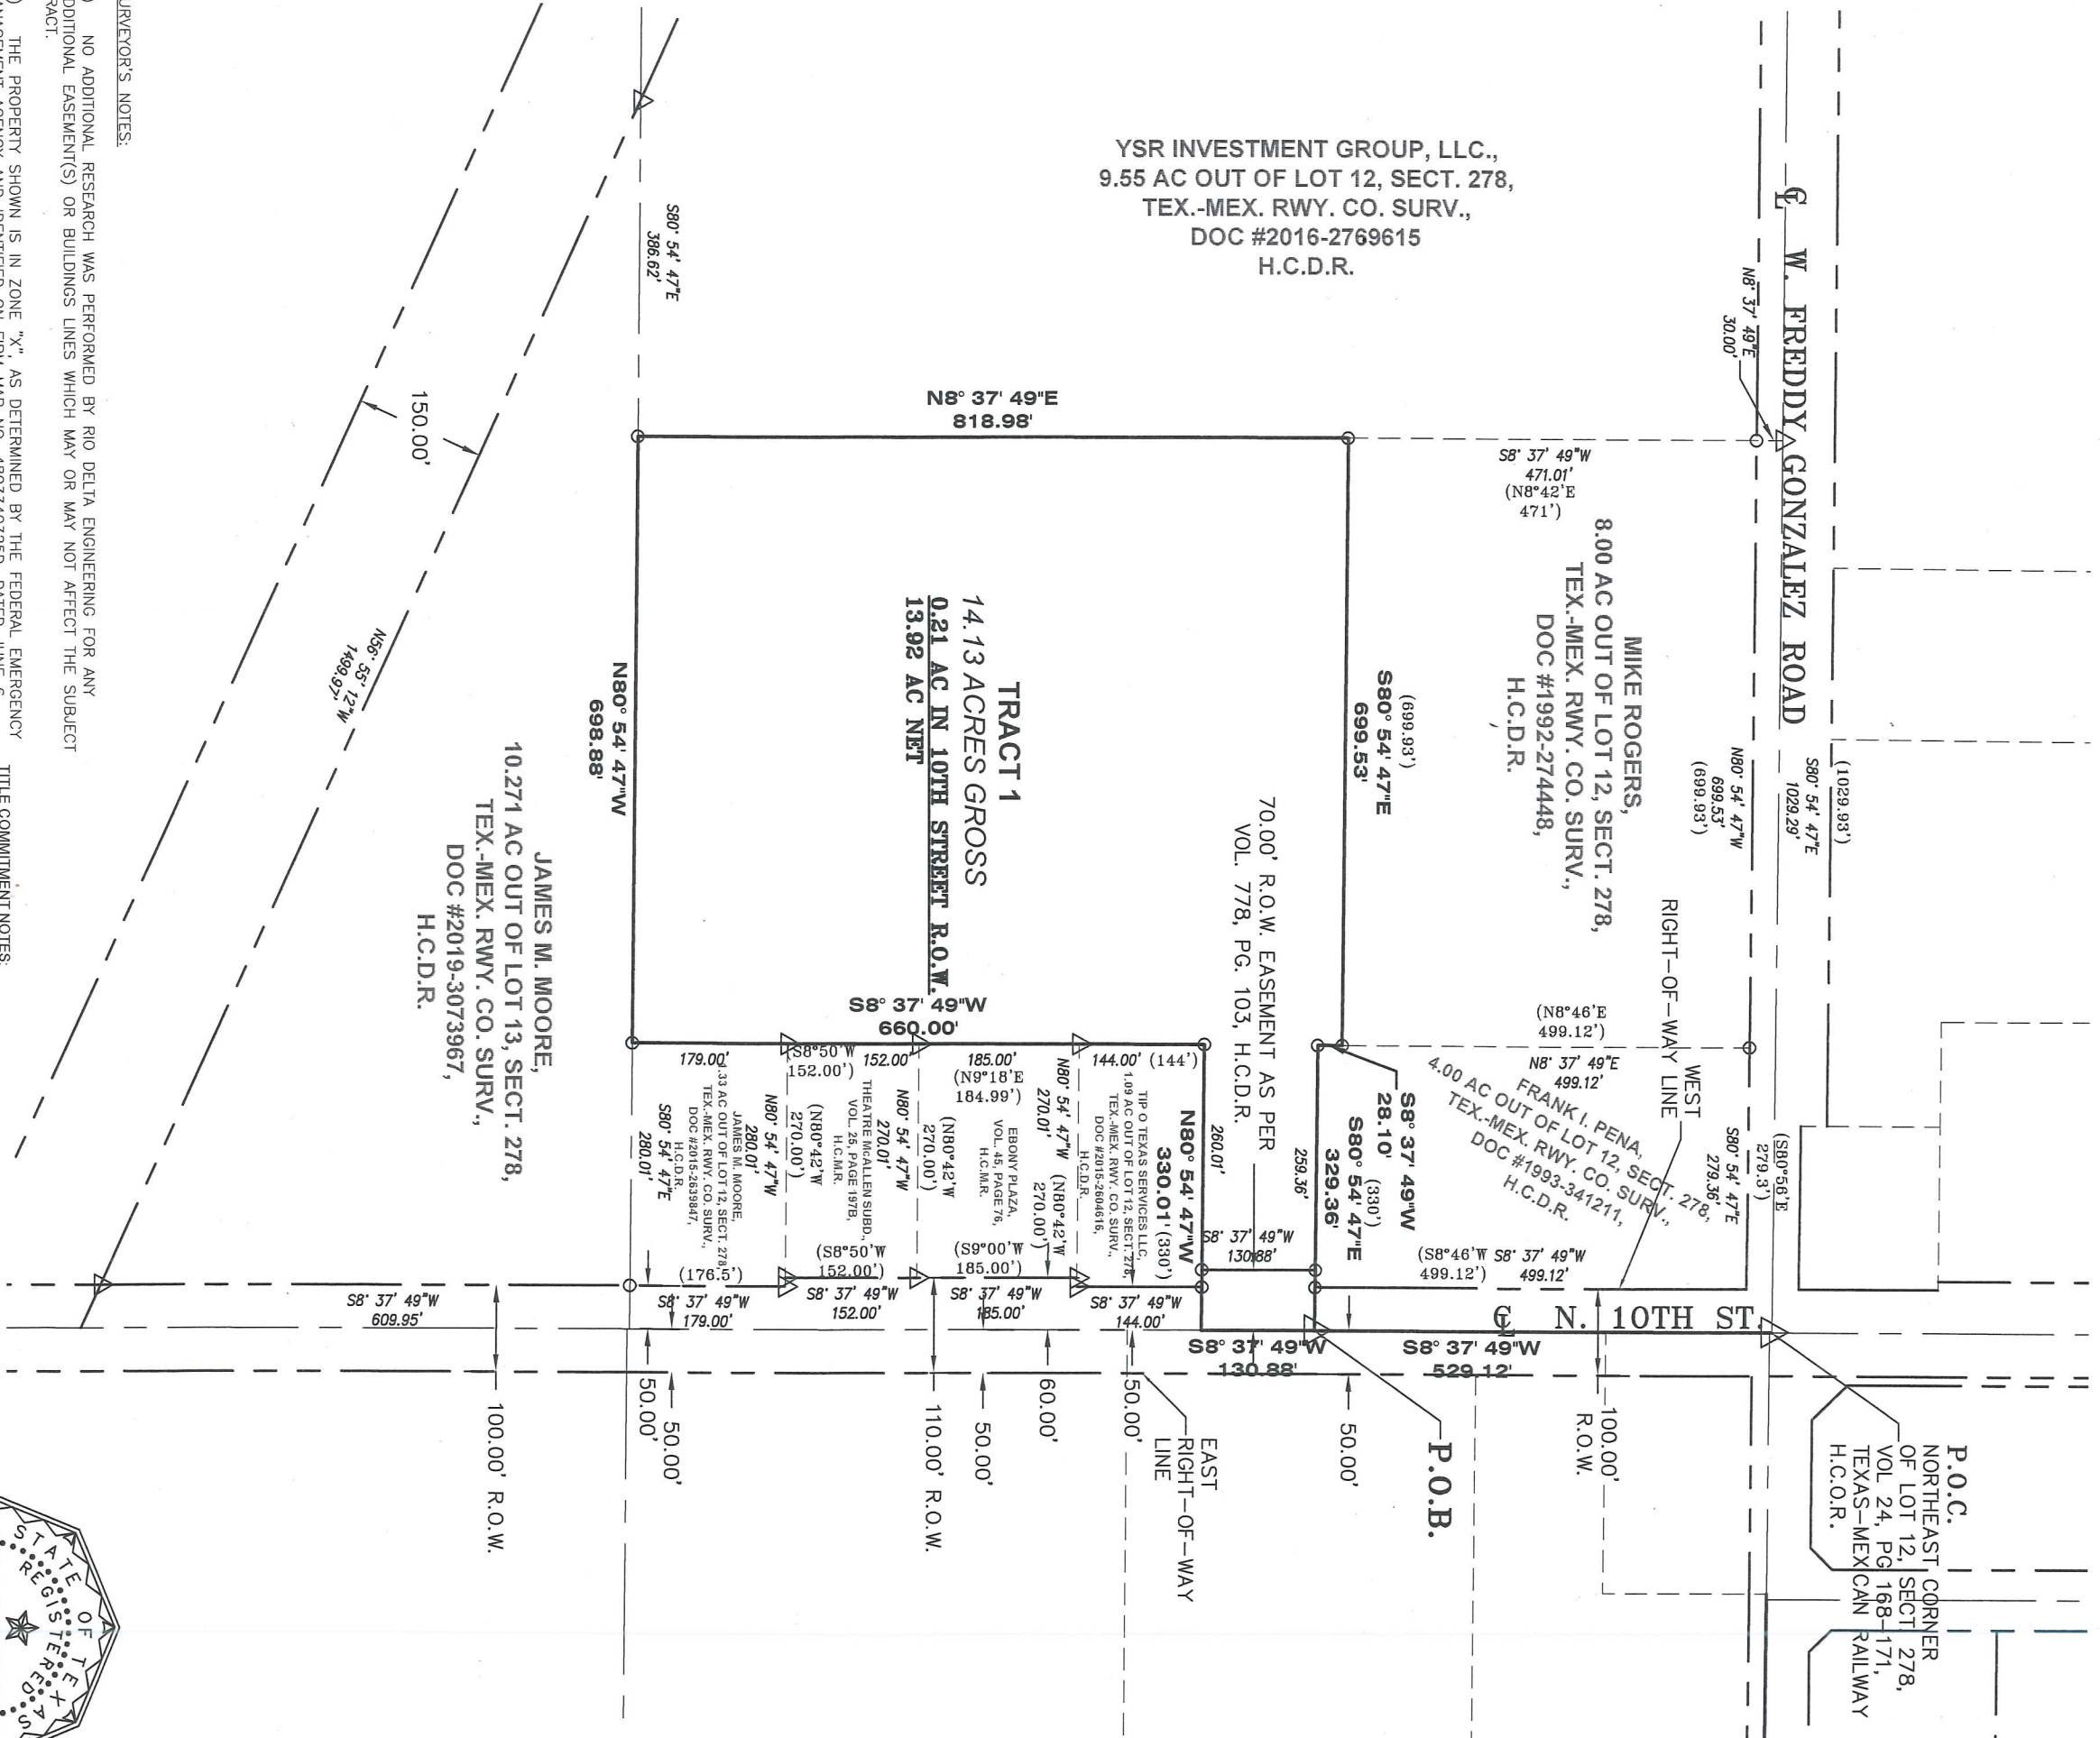 SURVEYOR'S NOTES:
NO ADDITIONAL RESEARCH WAS PERFORMED BY RIO DELTA ENGINEERING FOR ANY
ADDITIONAL EASEMENT(S) OR BUILDINGS LINES WHICH MAY OR MAY NOT AFFECT THE SUBJECT
TRACT.
THE PROPERTY SHOWN IS IN ZONE "X", AS DETERMINED BY THE FEDERAL EMERGENCY
TITLE COMMITMENT NOTES:
YSR INVESTMENT GROUP, LLC.,
9.55 AC OUT OF LOT 12, SECT. 278,
TEX.-MEX. RWY. CO. SURV.,
DOC #2016-2769615
H.C.D.R.
℄ W. FREDDY GONZALEZ ROAD
N8° 37' 49"E
30.00'
S80° 54' 47"E
386.62'
150.00'
N56° 55' 12"W
1499.97'
N8° 37' 49"E
818.98'
S8° 37' 49"W
471.01'
(N8°42'E
471')
MIKE ROGERS,
8.00 AC OUT OF LOT 12, SECT. 278,
TEX.-MEX. RWY. CO. SURV.,
DOC #1992-274448,
H.C.D.R.
(699.93')
S80° 54' 47"E
699.53'
(1029.93')
S80° 54' 47"E
1029.29'
N80° 54' 47"W
699.53'
(699.93')
TRACT 1
14.13 ACRES GROSS
0.21 AC IN 10TH STREET R.O.W.
13.92 AC NET
N80° 54' 47"W
698.88'
JAMES M. MOORE,
10.271 AC OUT OF LOT 13, SECT. 278,
TEX.-MEX. RWY. CO. SURV.,
DOC #2019-3073967,
H.C.D.R.
70.00' R.O.W. EASEMENT AS PER
VOL. 778, PG. 103, H.C.D.R.
WEST
RIGHT-OF-WAY LINE
S8° 37' 49"W
660.00'
(N8°46'E
499.12')
N8° 37' 49"E
499.12'
FRANK I. PENA,
4.00 AC OUT OF LOT 12, SECT. 278,
TEX.-MEX. RWY. CO. SURV.,
DOC #1993-341211,
H.C.D.R.
(S80°56'E
279.3')
S80° 54' 47"E
279.36'
S8° 37' 49"W
28.10'
(330')
S80° 54' 47"E
329.36'
259.36'
260.01'
N80° 54' 47"W
330.01' (330')
144.00' (144')
TIP O TEXAS SERVICES LLC,
1.09 AC OUT OF LOT 12, SECT. 278,
TEX.-MEX. RWY. CO. SURV.,
DOC #2015-2604616,
H.C.D.R.
N80° 54' 47"W
270.01'
(N80°42'W
270.00')
185.00'
(N9°18'E
184.99')
EBONY PLAZA,
VOL. 45, PAGE 76,
H.C.M.R.
(N80°42'W
270.00')
N80° 54' 47"W
270.01'
152.00'
(S8°50'W
152.00')
THEATRE McALLEN SUBD.,
VOL. 25, PAGE 197B,
H.C.M.R.
(N80°42'W
270.00')
N80° 54' 47"W
280.01'
179.00'
JAMES M. MOORE,
1.33 AC OUT OF LOT 12, SECT. 278,
TEX.-MEX. RWY. CO. SURV.,
DOC #2015-2639847,
H.C.D.R.
S80° 54' 47"E
280.01'
(176.5')
(S8°50'W
152.00')
(S9°00'W
185.00')
S8° 37' 49"W
130.88'
(S8°46'W
499.12')
S8° 37' 49"W
499.12'
S8° 37' 49"W
609.95'
S8° 37' 49"W
179.00'
S8° 37' 49"W
152.00'
S8° 37' 49"W
185.00'
S8° 37' 49"W
144.00'
℄ N. 10TH ST.
S8° 37' 49"W
130.88'
S8° 37' 49"W
529.12'
100.00' R.O.W.
50.00'
50.00'
110.00' R.O.W.
50.00'
60.00'
50.00'
EAST
RIGHT-OF-WAY
LINE
50.00'
P.O.B.
100.00'
R.O.W.
P.O.C.
NORTHEAST CORNER
OF LOT 12, SECT 278,
VOL 24, PG 168-171,
TEXAS-MEXICAN RAILWAY
H.C.O.R.
STATE OF TEXAS
REGISTERED